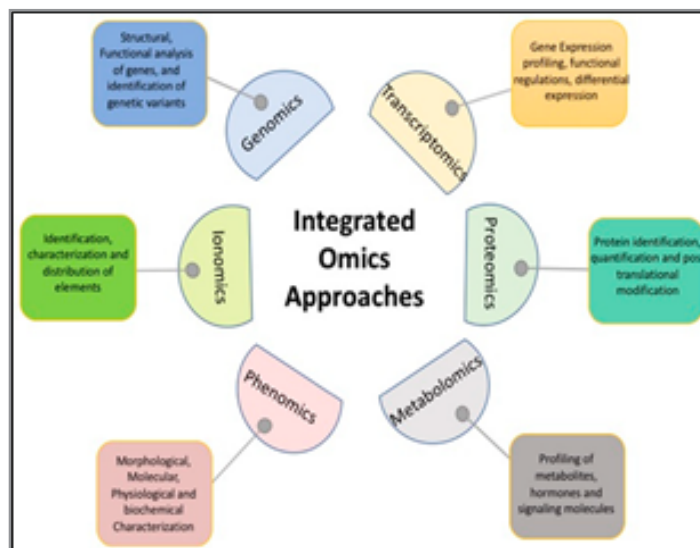 Structural,
Functional analysis
of genes, and
identification of
genetic variants
Genomics
Gene Expression
profiling, functional
regulations, differential
expression
Transcriptomics
Integrated
Omics
Approaches
Identification,
characterization and
distribution of
elements
Ionomics
Protein identification,
quantification and pos
translational
modification
Proteomics
Morphological,
Molecular,
Physiological and
biochemical
Characterization
Phenomics
Profiling of
metabolites,
hormones and
signaling molecules
Metabolomics